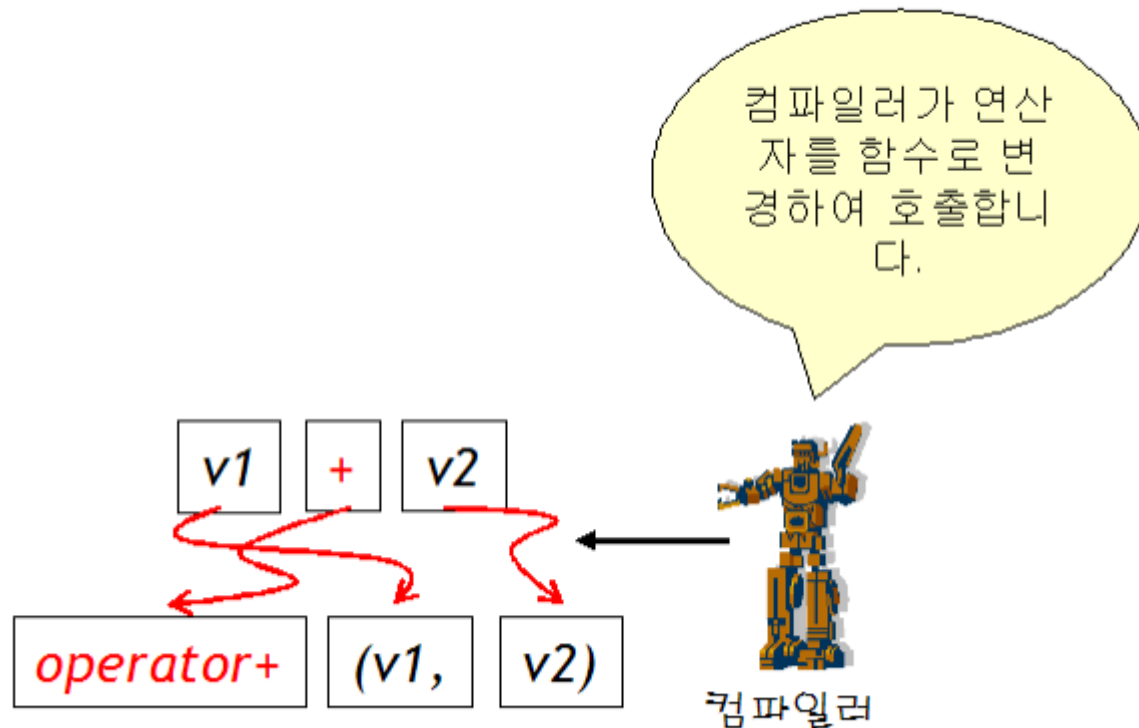 컴파일러가 연산
자를 함수로 변
경하여 호출합니
다.
v1 + v2
operator+ (v1, v2)
컴파일러